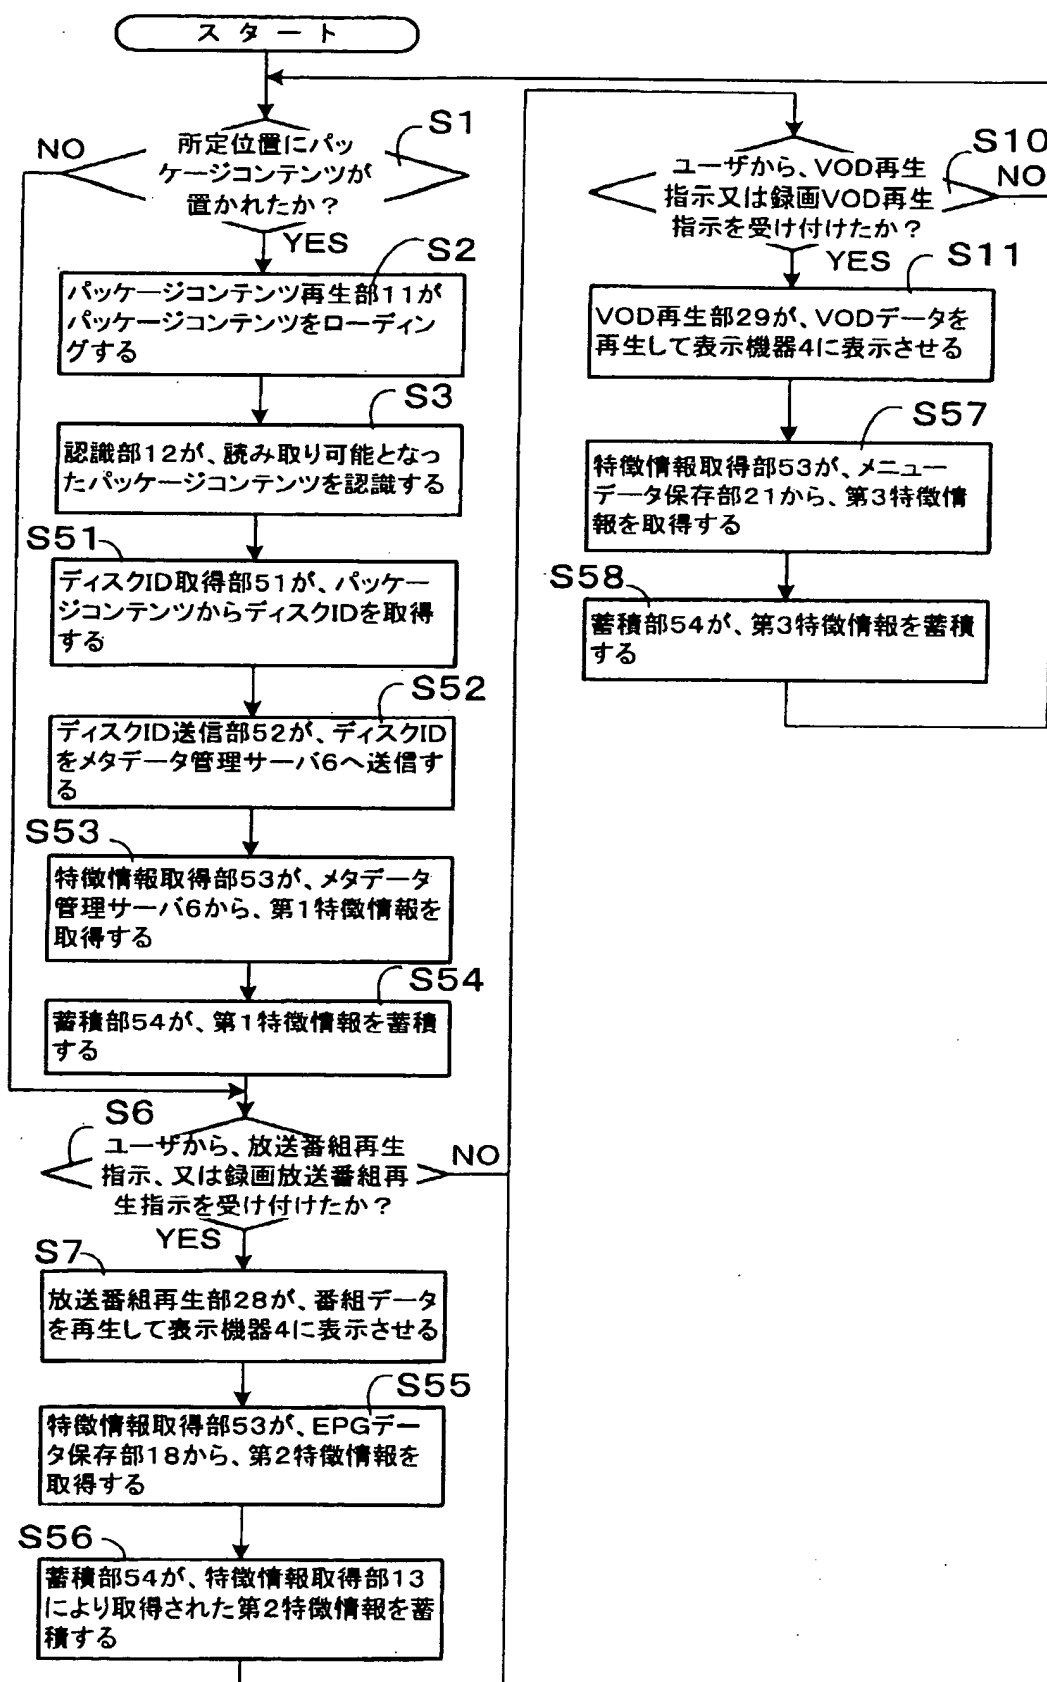 スタート
S1
所定位置にパッ
ケージコンテンツが
置かれたか？
NO
YES
S2
パッケージコンテンツ再生部11が
パッケージコンテンツをローディン
グする
S3
認識部12が、読み取り可能となっ
たパッケージコンテンツを認識する
S51
ディスクID取得部51が、パッケー
ジコンテンツからディスクIDを取得
する
S52
ディスクID送信部52が、ディスクID
をメタデータ管理サーバ6へ送信す
る
S53
特徴情報取得部53が、メタデータ
管理サーバ6から、第1特徴情報を
取得する
S54
蓄積部54が、第1特徴情報を蓄積
する
S6
ユーザから、放送番組再生
指示、又は録画放送番組再
生指示を受け付けたか？
NO
YES
S7
放送番組再生部28が、番組データ
を再生して表示機器4に表示させる
S55
特徴情報取得部53が、EPGデー
タ保存部18から、第2特徴情報を
取得する
S56
蓄積部54が、特徴情報取得部13
により取得された第2特徴情報を蓄
積する
S10
ユーザから、VOD再生
指示又は録画VOD再生
指示を受け付けたか？
NO
YES
S11
VOD再生部29が、VODデータを
再生して表示機器4に表示させる
S57
特徴情報取得部53が、メニュー
データ保存部21から、第3特徴情
報を取得する
S58
蓄積部54が、第3特徴情報を蓄積
する